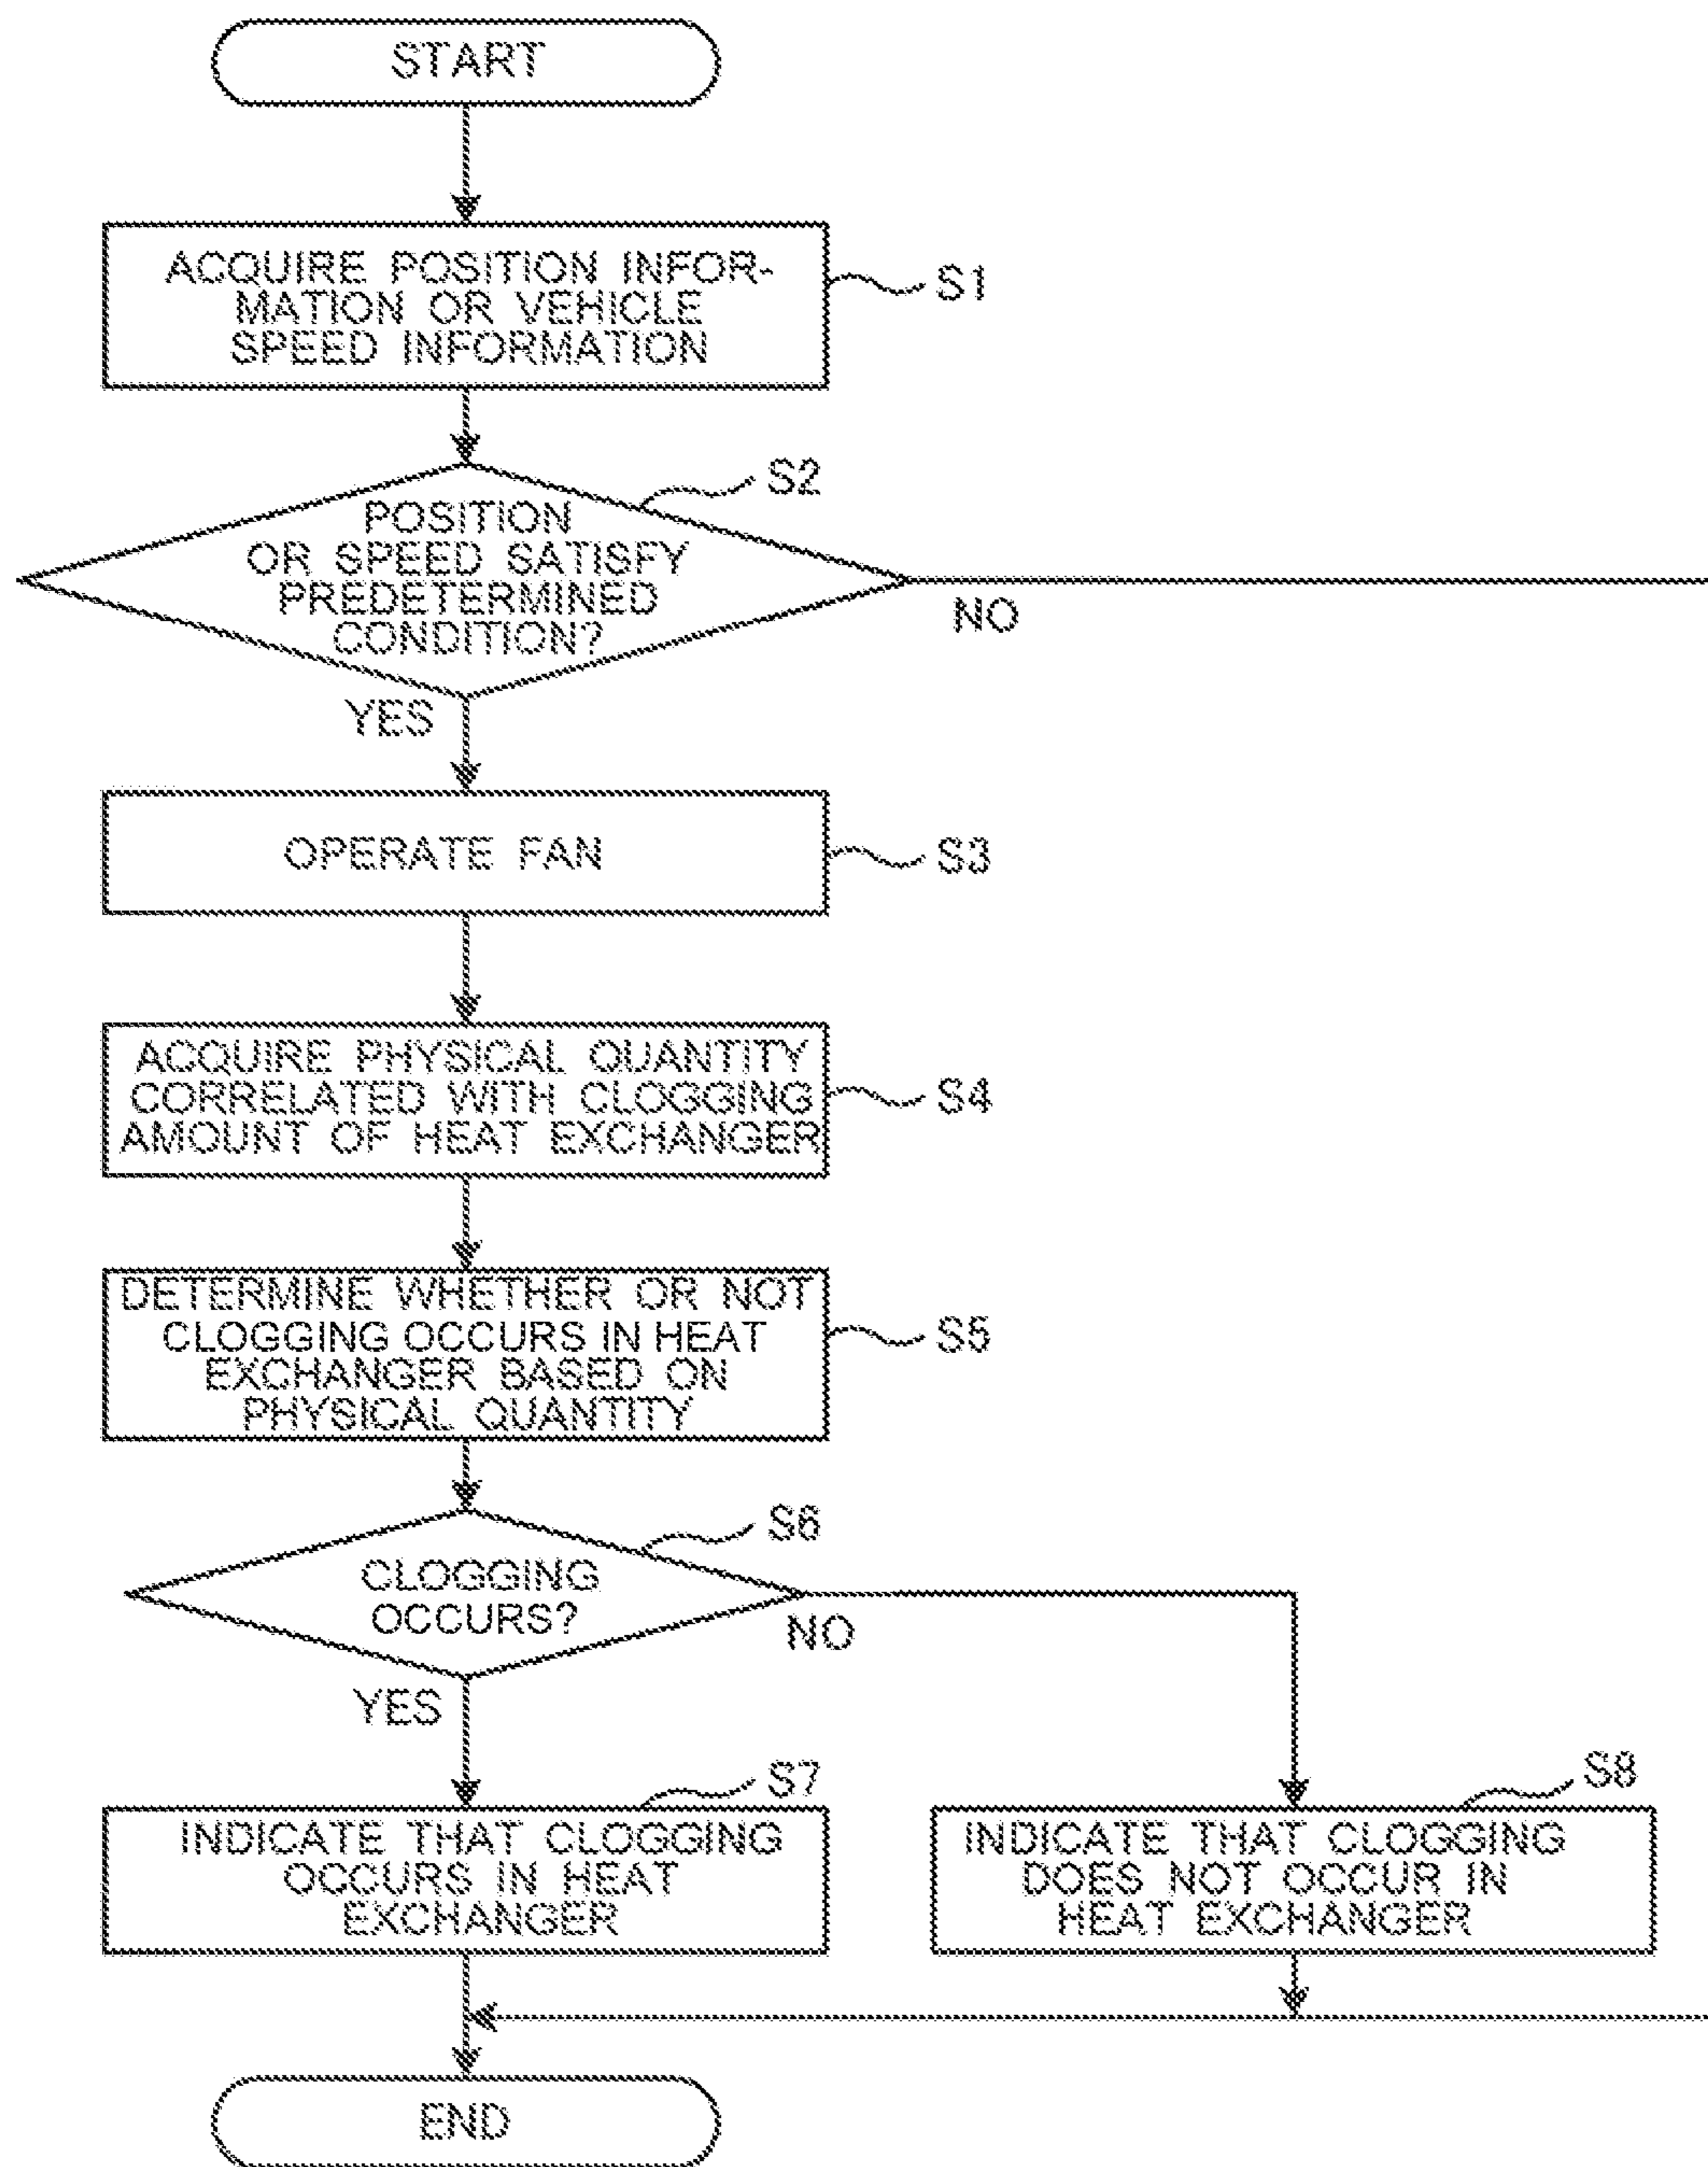 START
ACQUIRE POSITION INFOR-
MATION OR VEHICLE
SPEED INFORMATION
S1
S2
POSITION
OR SPEED SATISFY
PREDETERMINED
CONDITION?
NO
YES
OPERATE FAN
S3
ACQUIRE PHYSICAL QUANTITY
CORRELATED WITH CLOGGING
AMOUNT OF HEAT EXCHANGER
S4
DETERMINE WHETHER OR NOT
CLOGGING OCCURS IN HEAT
EXCHANGER BASED ON
PHYSICAL QUANTITY
S5
S6
CLOGGING
OCCURS?
NO
YES
S7
INDICATE THAT CLOGGING
OCCURS IN HEAT
EXCHANGER
S8
INDICATE THAT CLOGGING
DOES NOT OCCUR IN
HEAT EXCHANGER
END